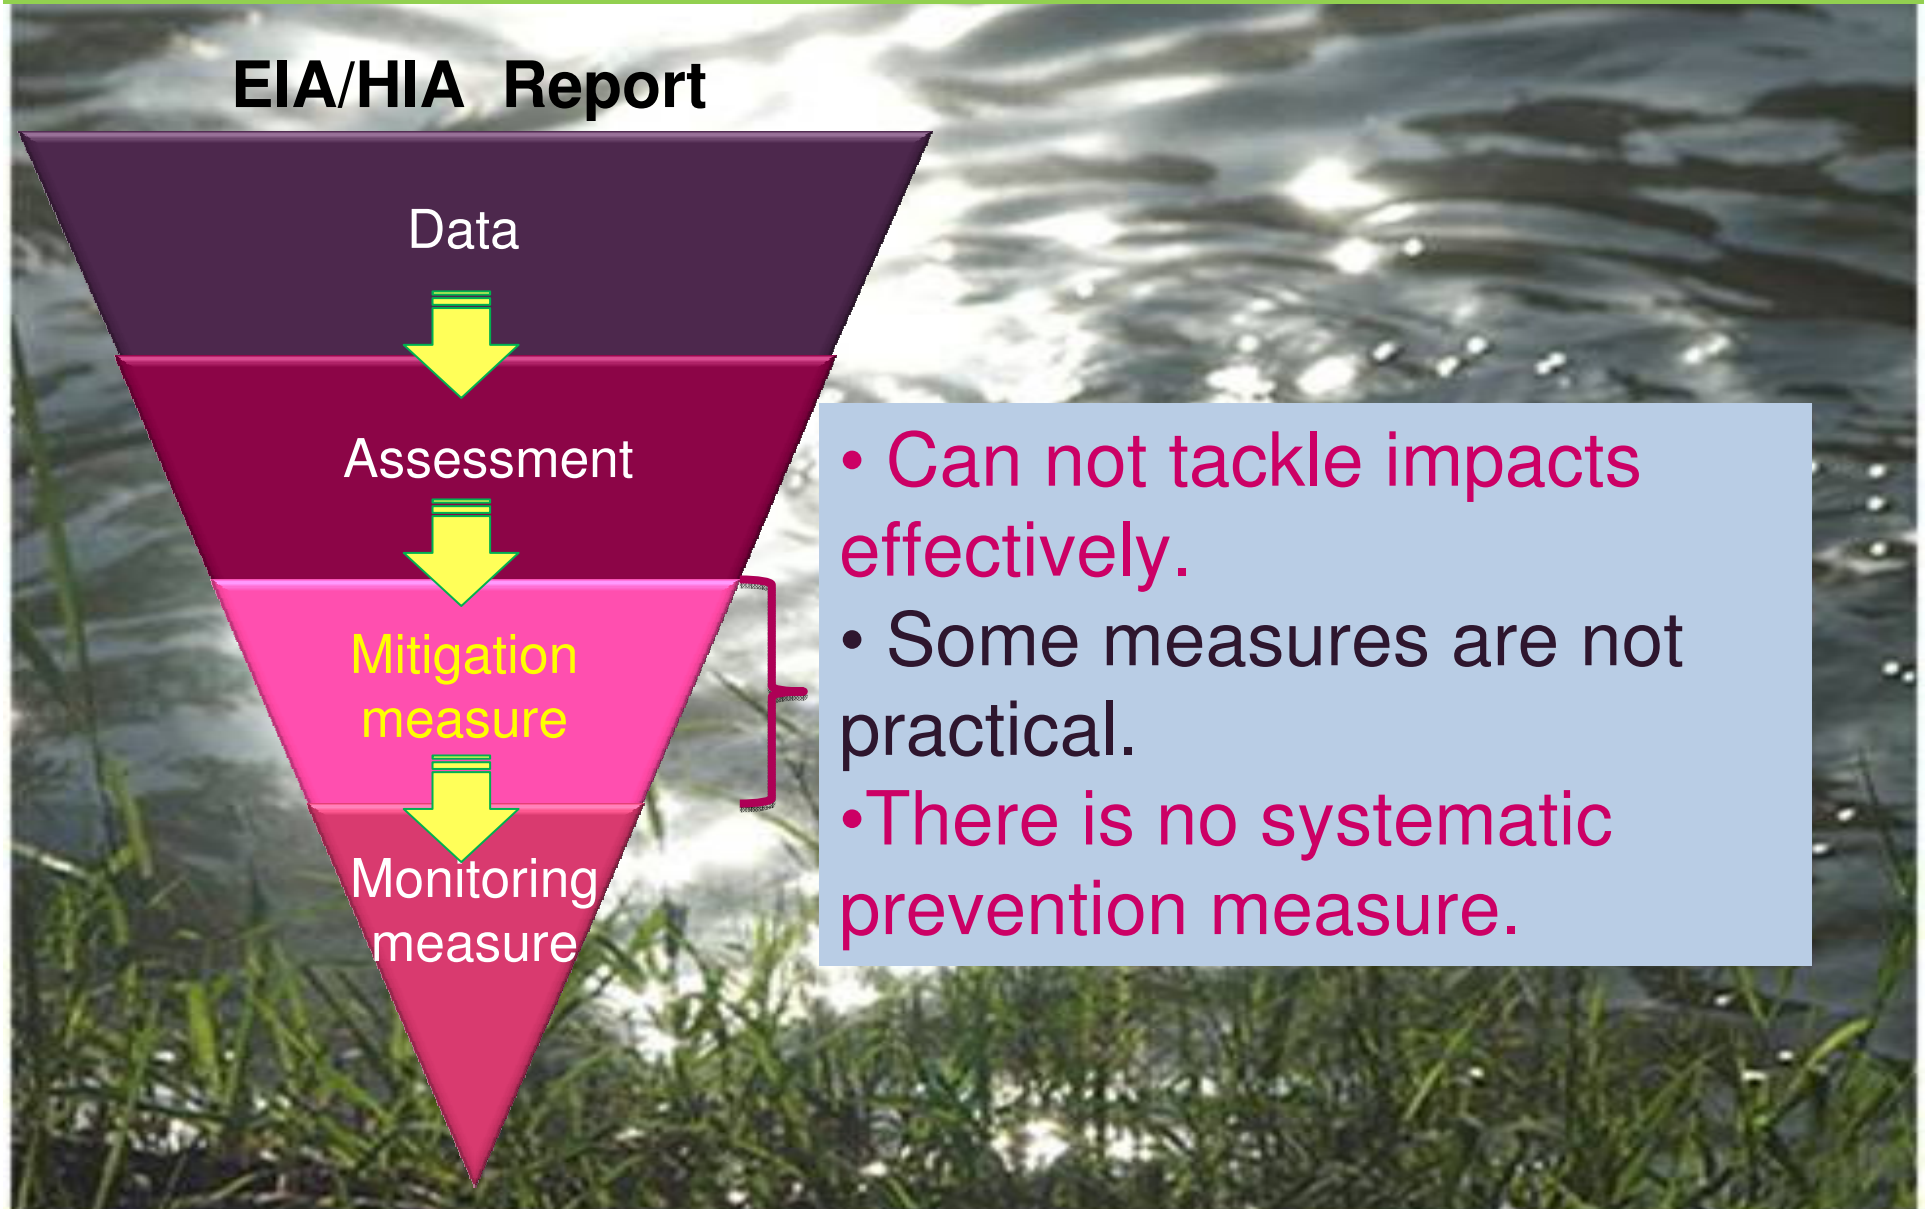 EIA/HIA Report
Data
Assessment
Mitigation
measure
Monitoring
measure
• Can not tackle impacts
effectively.
• Some measures are not
practical.
•There is no systematic
prevention measure.